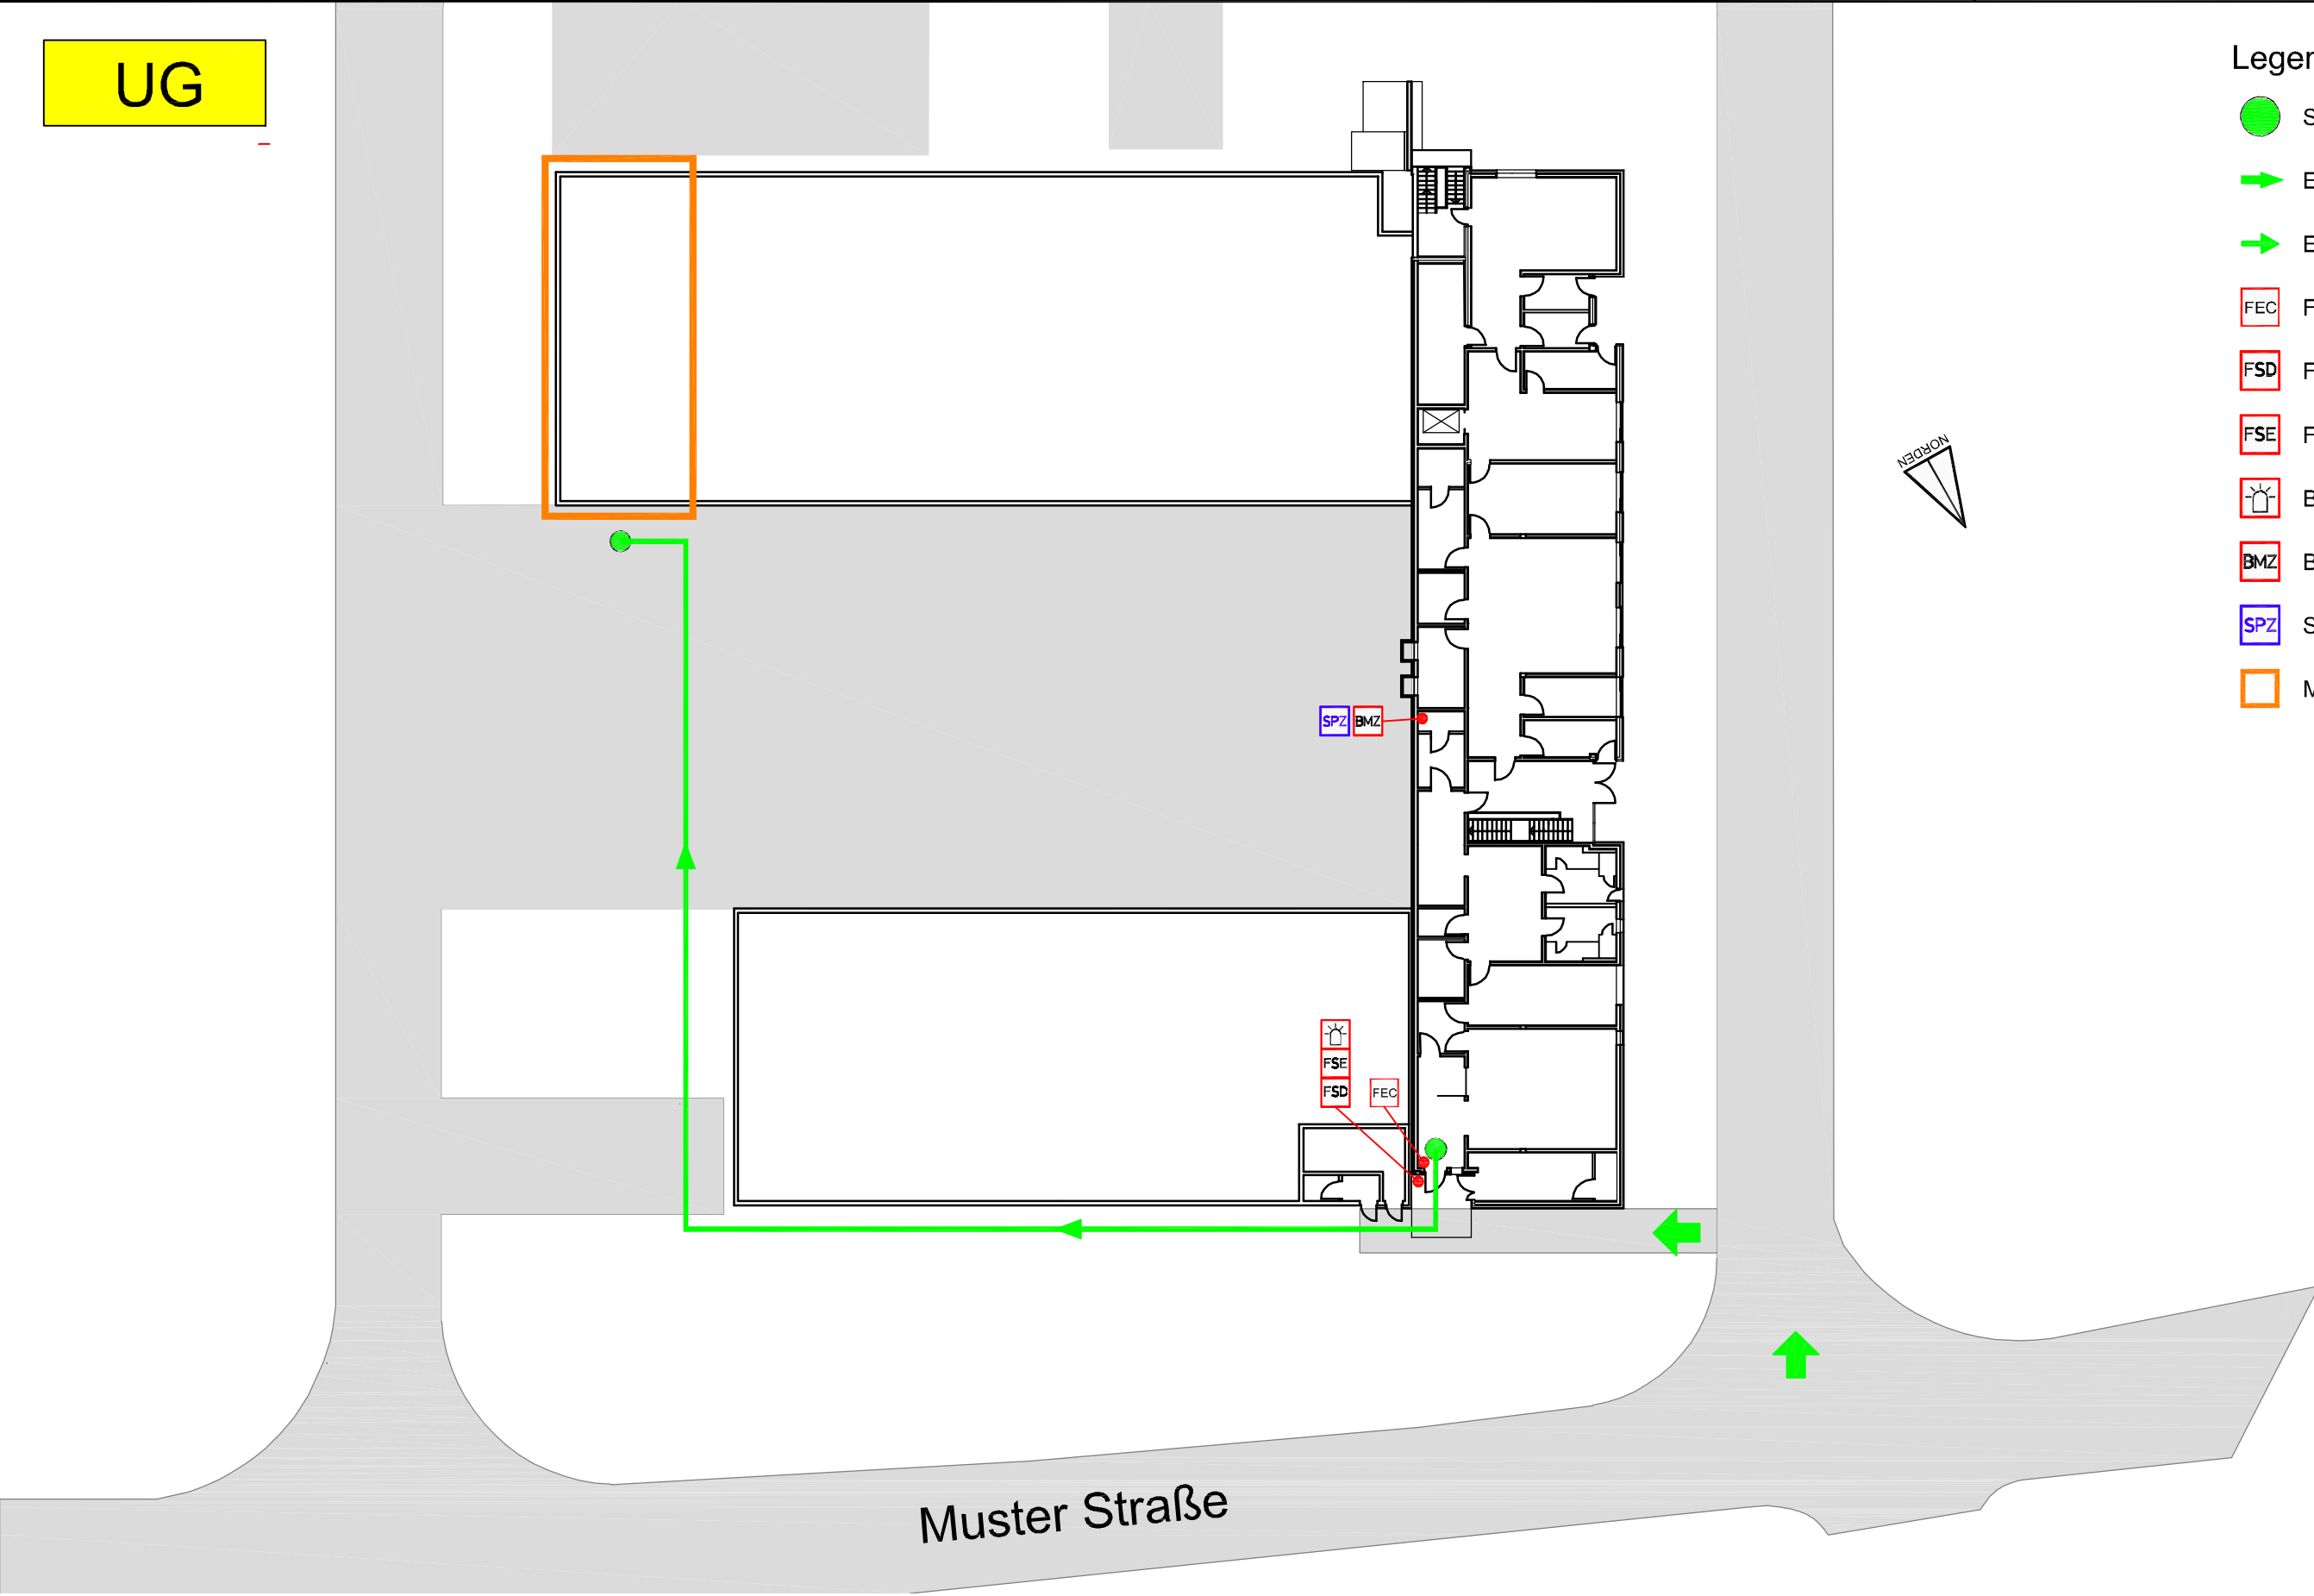 UG
Legen
S
E
E
FEC F
FSD F
FSE F
B
BMZ B
SPZ S
M
NORDEN
SPZ BMZ
FSE
FSD FEC
Muster Straße